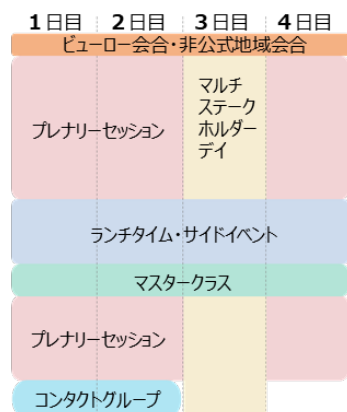 1日目 2日目 3日目 4日目
ビューロー会合・非公式地域会合
マルチ
ステーク
ホルダー
デイ
プレナリーセッション
ランチタイム・サイドイベント
マスタークラス
プレナリーセッション
コンタクトグループ